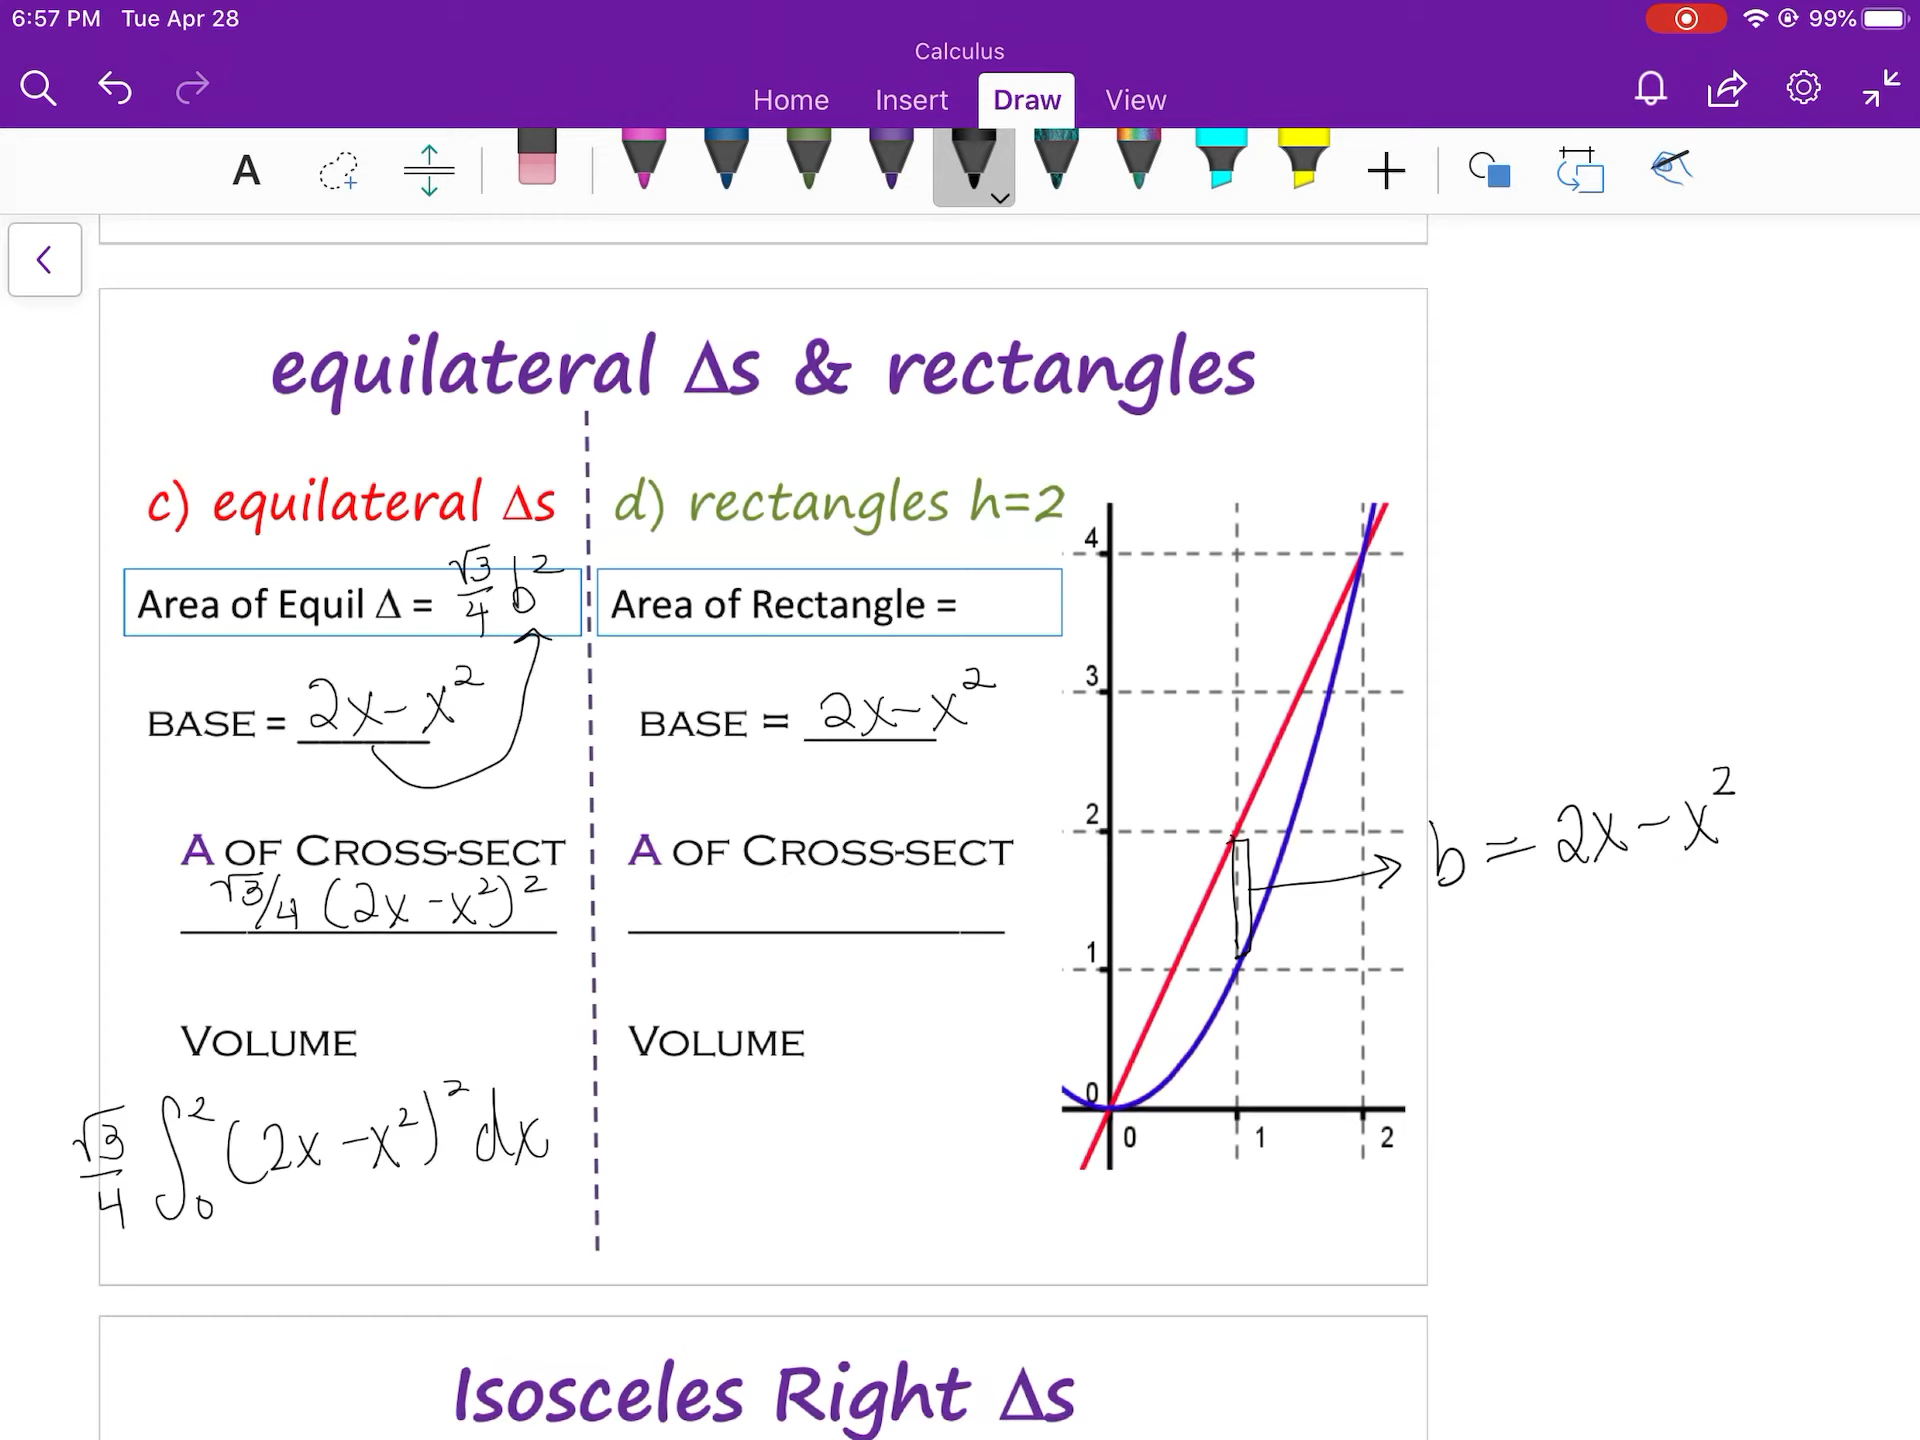 6:57 PM Tue Apr 28
99%
Calculus
Home Insert Draw View
A
equilateral Δs & rectangles
c) equilateral Δs
Area of Equil Δ = √3/4 b²
BASE = 2x-x²
A OF CROSS-SECT
√3/4 (2x-x²)²
VOLUME
√3/4 ∫₀² (2x-x²)² dx
d) rectangles h=2
Area of Rectangle =
BASE = 2x-x²
A OF CROSS-SECT
VOLUME
4
3
2
1
0
0 1 2
b = 2x-x²
Isosceles Right Δs